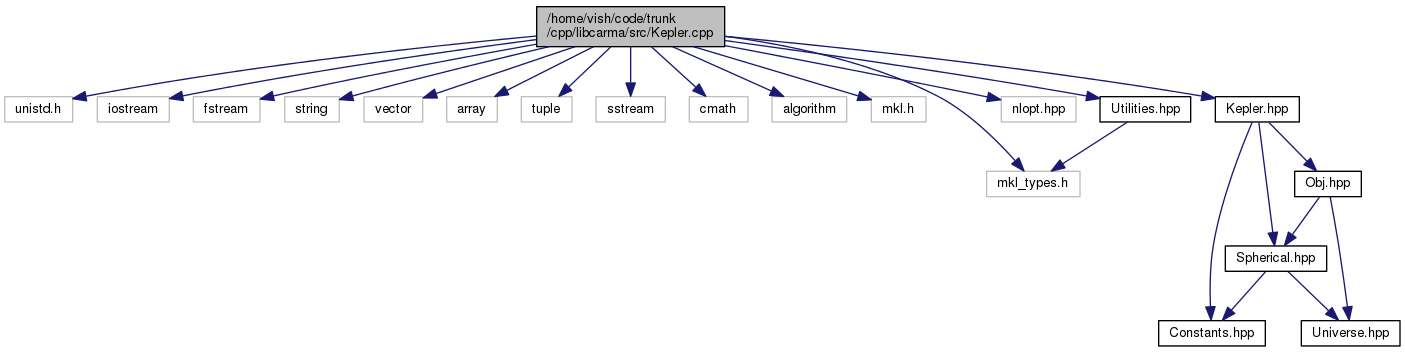 /home/vish/code/trunk
/cpp/libcarma/src/Kepler.cpp
unistd.h
iostream
fstream
string
vector
array
tuple
sstream
cmath
algorithm
mkl.h
nlopt.hpp
Utilities.hpp
Kepler.hpp
mkl_types.h
Obj.hpp
Spherical.hpp
Constants.hpp
Universe.hpp